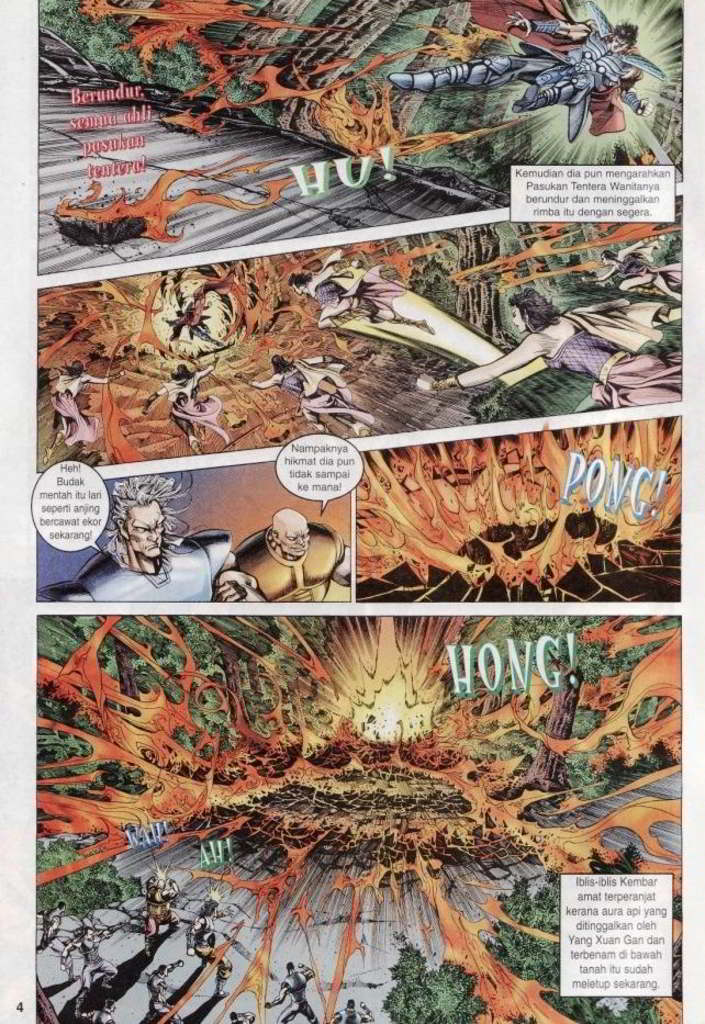 Berundur,
semua ahli
pasukan
tentera!
HU!
Kemudian dia pun mengarahkan
Pasukan Tentera Wanitanya
berundur dan meninggalkan
rimba itu dengan segera.
Heh!
Budak
mentah itu lari
seperti anjing
bercawat ekor
sekarang!
Nampaknya
hikmat dia pun
tidak sampai
ke mana!
PONG!
HONG!
WAH!
AH!
Iblis-iblis Kembar
amat terperanjat
kerana aura api yang
ditinggalkan oleh
Yang Xuan Gan dan
terbenam di bawah
tanah itu sudah
meletup sekarang.
4